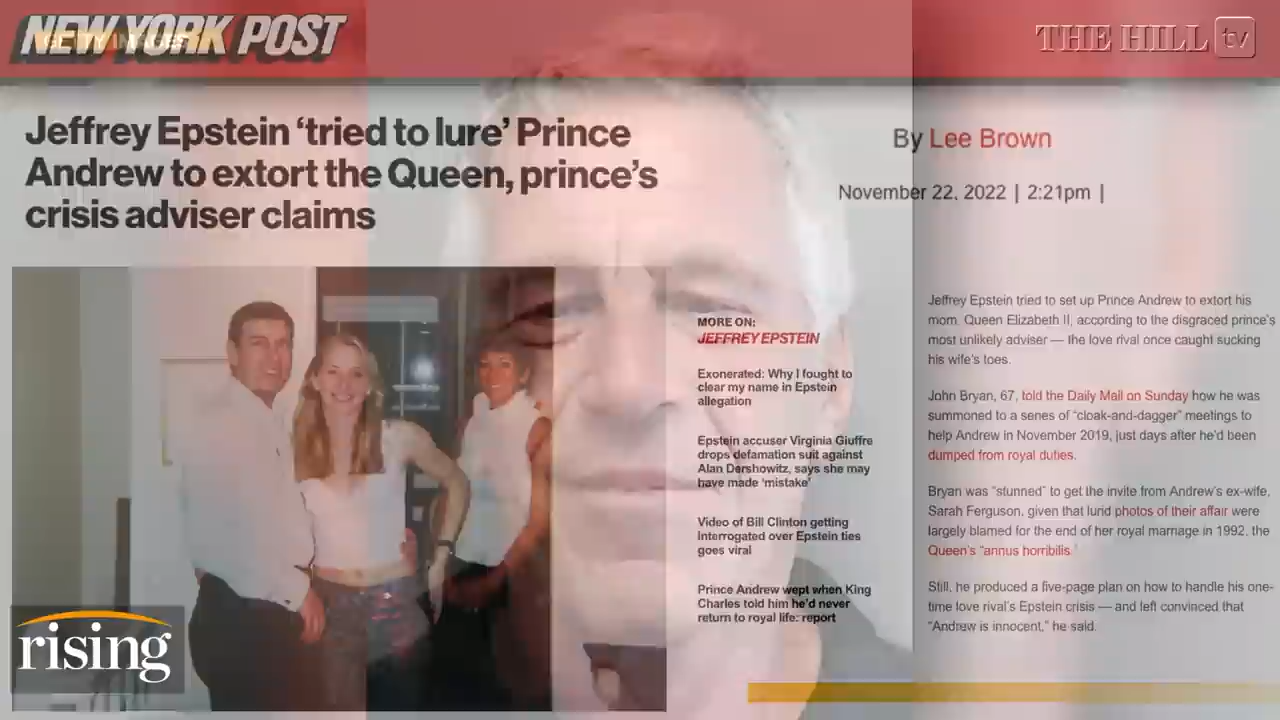 NEW YORK POST
GETTY IMAGES
THE HILL tv
Jeffrey Epstein ‘tried to lure’ Prince
Andrew to extort the Queen, prince’s
crisis adviser claims
By Lee Brown
November 22, 2022 | 2:21pm |
MORE ON:
JEFFREY EPSTEIN
Exonerated: Why I fought to
clear my name in Epstein
allegation
Epstein accuser Virginia Giuffre
drops defamation suit against
Alan Dershowitz, says she may
have made ‘mistake’
Video of Bill Clinton getting
interrogated over Epstein ties
goes viral
Prince Andrew wept when King
Charles told him he’d never
return to royal life: report
Jeffrey Epstein tried to set up Prince Andrew to extort his
mom, Queen Elizabeth II, according to the disgraced prince’s
most unlikely adviser — the love rival once caught sucking
his wife’s toes.
John Bryan, 67, told the Daily Mail on Sunday how he was
summoned to a series of “cloak-and-dagger” meetings to
help Andrew in November 2019, just days after he’d been
dumped from royal duties.
Bryan was “stunned” to get the invite from Andrew’s ex-wife,
Sarah Ferguson, given that lurid photos of their affair were
largely blamed for the end of her royal marriage in 1992, the
Queen’s “annus horribilis.”
Still, he produced a five-page plan on how to handle his one-
time love rival’s Epstein crisis — and left convinced that
“Andrew is innocent,” he said.
rising